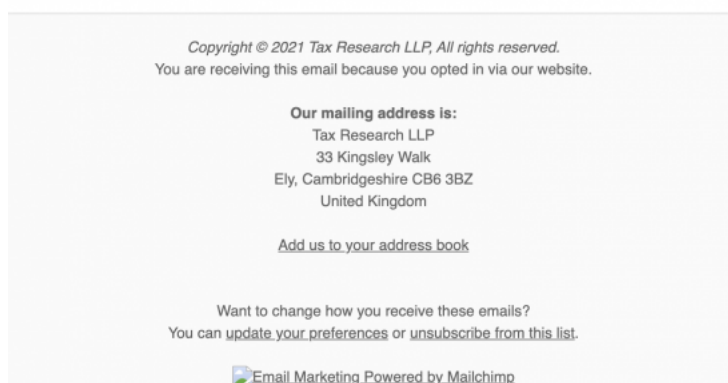 Copyright © 2021 Tax Research LLP, All rights reserved.
You are receiving this email because you opted in via our website.
Our mailing address is:
Tax Research LLP
33 Kingsley Walk
Ely, Cambridgeshire CB6 3BZ
United Kingdom
Add us to your address book
Want to change how you receive these emails?
You can update your preferences or unsubscribe from this list.
Email Marketing Powered by Mailchimp